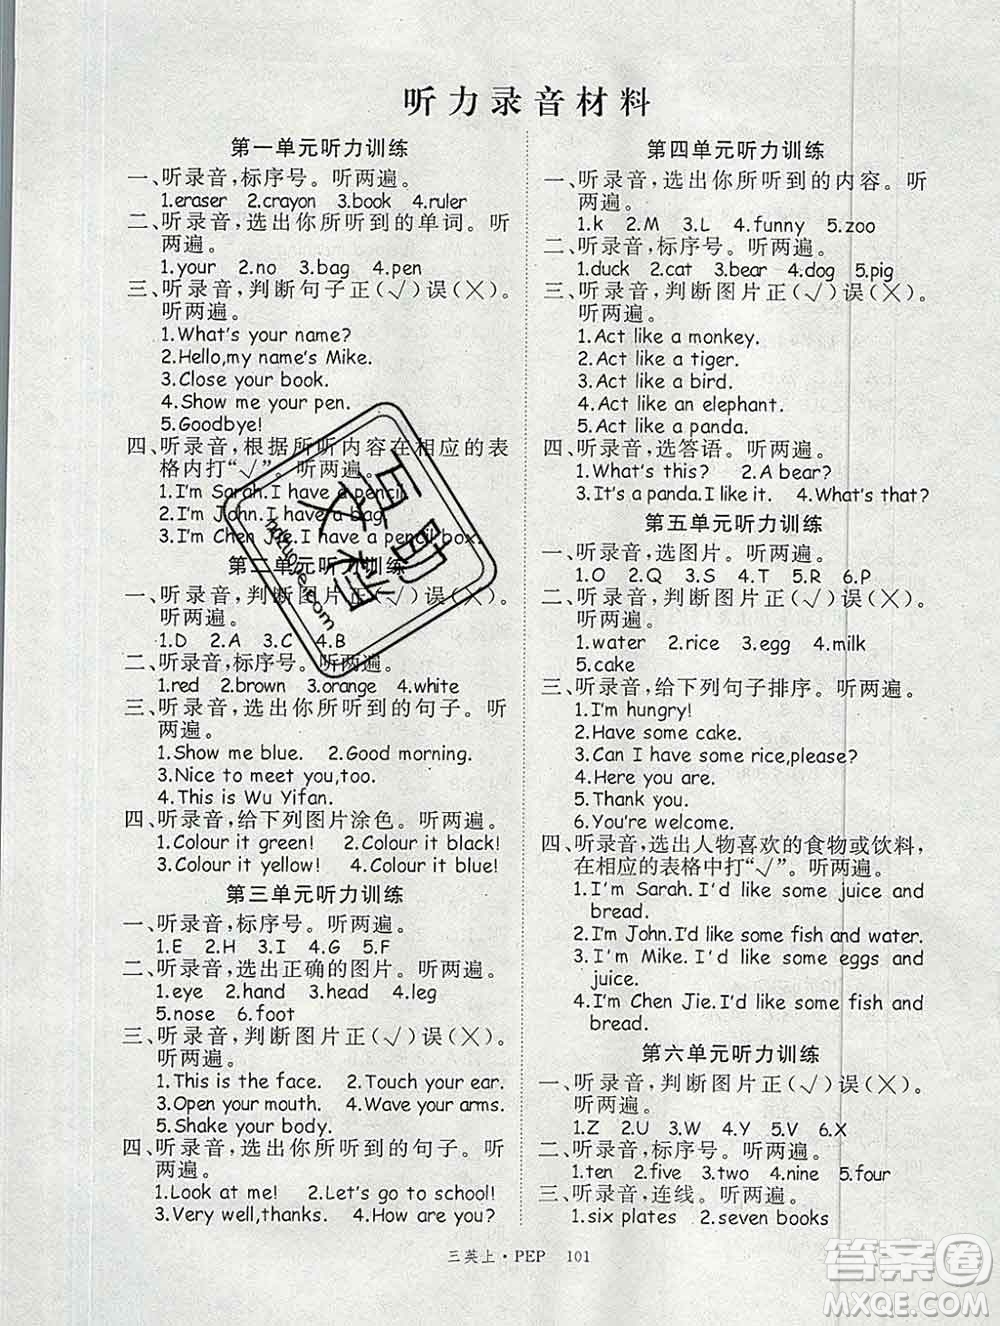 听力录音材料
第一单元听力训练
一、听录音,标序号。听两遍。
1.eraser 2.crayon 3.book 4.ruler
二、听录音,选出你所听到的单词。听
两遍。
1.your 2.no 3.bag 4.pen
三、听录音,判断句子正(√)误(×)。
听两遍。
1.What's your name?
2.Hello,my name's Mike.
3.Close your book.
4.Show me your pen.
5.Goodbye!
四、听录音,根据所听内容在相应的表
格内打“√”。听两遍。
1.I'm Sarah.I have a pencil.
2.I'm John.I have a bag.
3.I'm Chen Jie.I have a pencil box.
第二单元听力训练
一、听录音,判断图片正(√)误(×)。
听两遍。
1.D 2.A 3.C 4.B
二、听录音,标序号。听两遍。
1.red 2.brown 3.orange 4.white
三、听录音,选出你所听到的句子。听
两遍。
1.Show me blue. 2.Good morning.
3.Nice to meet you,too.
4.This is Wu Yifan.
四、听录音,给下列图片涂色。听两遍。
1.Colour it green! 2.Colour it black!
3.Colour it yellow! 4.Colour it blue!
第三单元听力训练
一、听录音,标序号。听两遍。
1.E 2.H 3.I 4.G 5.F
二、听录音,选出正确的图片。听两遍。
1.eye 2.hand 3.head 4.leg
5.nose 6.foot
三、听录音,判断图片正(√)误(×)。
听两遍。
1.This is the face. 2.Touch your ear.
3.Open your mouth. 4.Wave your arms.
5.Shake your body.
四、听录音,选出你所听到的句子。听
两遍。
1.Look at me! 2.Let's go to school!
3.Very well,thanks. 4.How are you?
第四单元听力训练
一、听录音,选出你所听到的内容。听
两遍。
1.k 2.M 3.L 4.funny 5.zoo
二、听录音,标序号。听两遍。
1.duck 2.cat 3.bear 4.dog 5.pig
三、听录音,判断图片正(√)误(×)。
听两遍。
1.Act like a monkey.
2.Act like a tiger.
3.Act like a bird.
4.Act like an elephant.
5.Act like a panda.
四、听录音,选答语。听两遍。
1.What's this? 2.A bear?
3.It's a panda.I like it. 4.What's that?
第五单元听力训练
一、听录音,选图片。听两遍。
1.O 2.Q 3.S 4.T 5.R 6.P
二、听录音,判断图片正(√)误(×)。
听两遍。
1.water 2.rice 3.egg 4.milk
5.cake
三、听录音,给下列句子排序。听两遍。
1.I'm hungry!
2.Have some cake.
3.Can I have some rice,please?
4.Here you are.
5.Thank you.
6.You're welcome.
四、听录音,选出人物喜欢的食物或饮料,
在相应的表格中打“√”。听两遍。
1.I'm Sarah.I'd like some juice and
bread.
2.I'm John.I'd like some fish and water.
3.I'm Mike. I'd like some eggs and
juice.
4.I'm Chen Jie.I'd like some fish and
bread.
第六单元听力训练
一、听录音,判断图片正(√)误(×)。
听两遍。
1.Z 2.U 3.W 4.Y 5.V 6.X
二、听录音,标序号。听两遍。
1.ten 2.five 3.two 4.nine 5.four
三、听录音,连线。听两遍。
1.six plates 2.seven books
三英上·PEP 101
互助文档
hdzuoye.com
答案圈
MXQE.COM